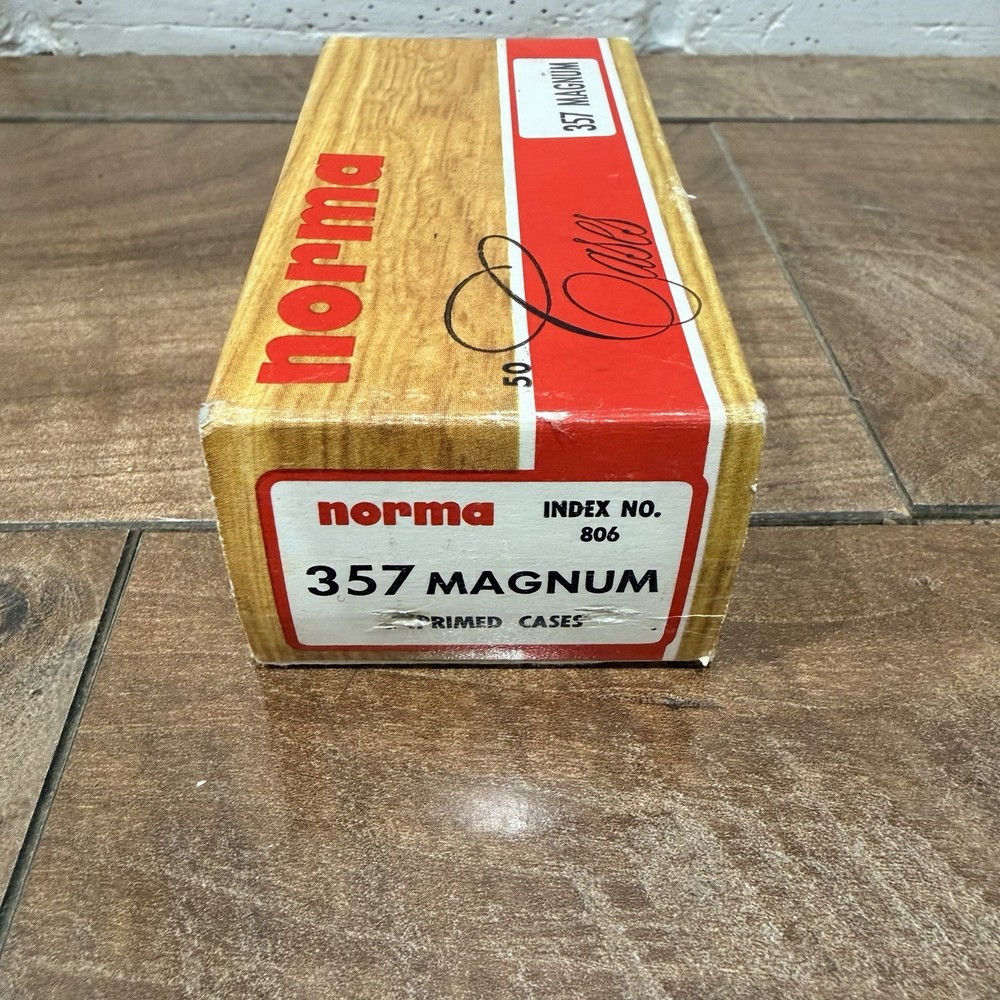 norma
357 MAGNUM
50 Cases
norma
INDEX NO.
806
357 MAGNUM
CASES